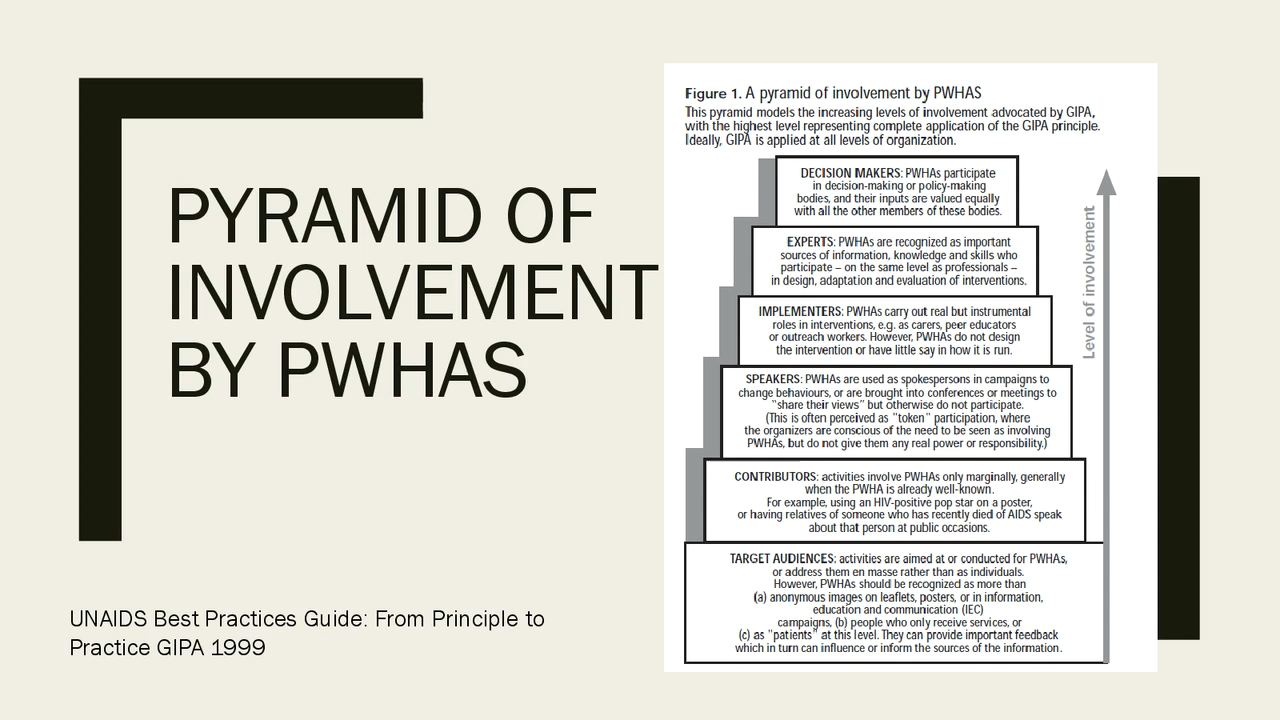 PYRAMID OF
INVOLVEMENT
BY PWHAS
UNAIDS Best Practices Guide: From Principle to
Practice GIPA 1999
Figure 1. A pyramid of involvement by PWHAS
This pyramid models the increasing levels of involvement advocated by GIPA,
with the highest level representing complete application of the GIPA principle.
Ideally, GIPA is applied at all levels of organization.
DECISION MAKERS: PWHAs participate
in decision-making or policy-making
bodies, and their inputs are valued equally
with all the other members of these bodies.
EXPERTS: PWHAs are recognized as important
sources of information, knowledge and skills who
participate – on the same level as professionals –
in design, adaptation and evaluation of interventions.
IMPLEMENTERS: PWHAs carry out real but instrumental
roles in interventions, e.g. as carers, peer educators
or outreach workers. However, PWHAs do not design
the intervention or have little say in how it is run.
SPEAKERS: PWHAs are used as spokespersons in campaigns to
change behaviours, or are brought into conferences or meetings to
"share their views" but otherwise do not participate.
(This is often perceived as "token" participation, where
the organizers are conscious of the need to be seen as involving
PWHAs, but do not give them any real power or responsibility.)
CONTRIBUTORS: activities involve PWHAs only marginally, generally
when the PWHA is already well-known.
For example, using an HIV-positive pop star on a poster,
or having relatives of someone who has recently died of AIDS speak
about that person at public occasions.
TARGET AUDIENCES: activities are aimed at or conducted for PWHAs,
or address them en masse rather than as individuals.
However, PWHAs should be recognized as more than
(a) anonymous images on leaflets, posters, or in information,
education and communication (IEC)
campaigns, (b) people who only receive services, or
(c) as "patients" at this level. They can provide important feedback
which in turn can influence or inform the sources of the information.
Level of involvement